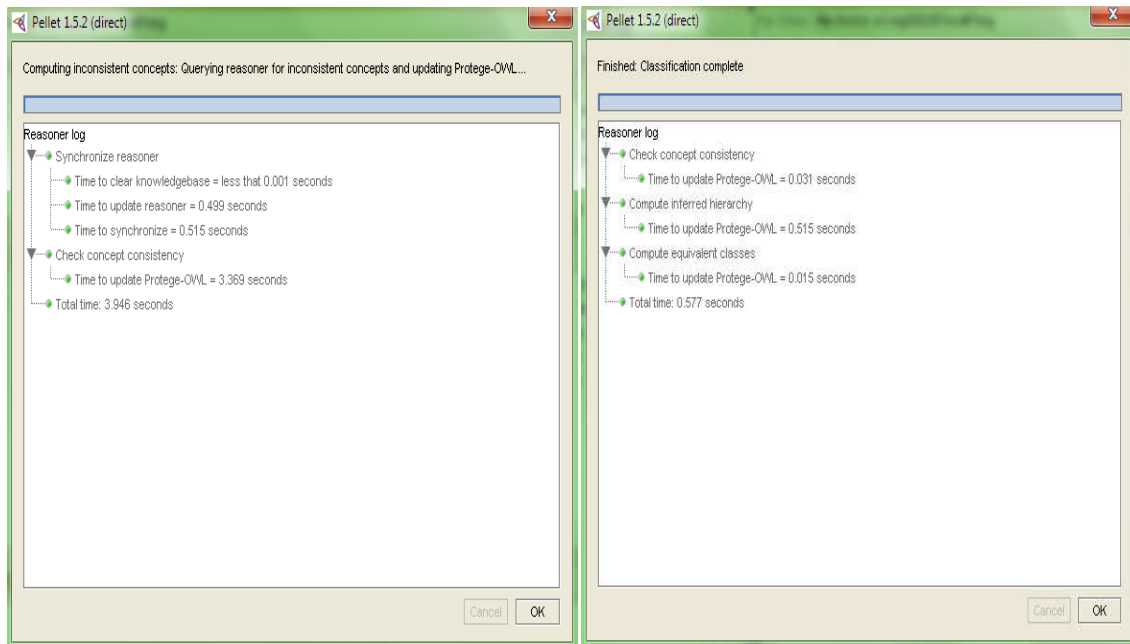 Pellet 1.5.2 (direct)
Computing inconsistent concepts: Querying reasoner for inconsistent concepts and updating Protege-OWL...
Reasoner log
Synchronize reasoner
Time to clear knowledgebase = less that 0.001 seconds
Time to update reasoner = 0.499 seconds
Time to synchronize = 0.515 seconds
Check concept consistency
Time to update Protege-OWL = 3.369 seconds
Total time: 3.946 seconds
Cancel
OK
Pellet 1.5.2 (direct)
Finished: Classification complete
Reasoner log
Check concept consistency
Time to update Protege-OWL = 0.031 seconds
Compute inferred hierarchy
Time to update Protege-OWL = 0.515 seconds
Compute equivalent classes
Time to update Protege-OWL = 0.015 seconds
Total time: 0.577 seconds
Cancel
OK